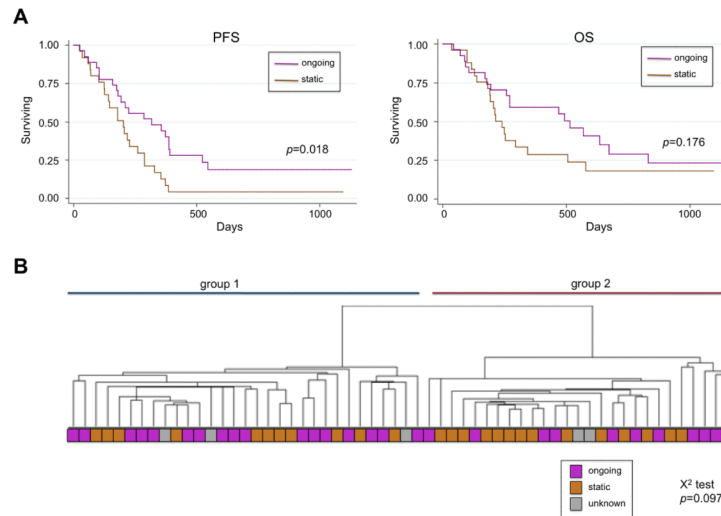 A
PFS
OS
1.00
0.75
0.50
0.25
0.00
Surviving
ongoing
static
p=0.018
0
500
1000
Days
1.00
0.75
0.50
0.25
0.00
Surviving
ongoing
static
p=0.176
0
500
1000
Days
B
group 1
group 2
ongoing
static
unknown
X² test
p=0.097